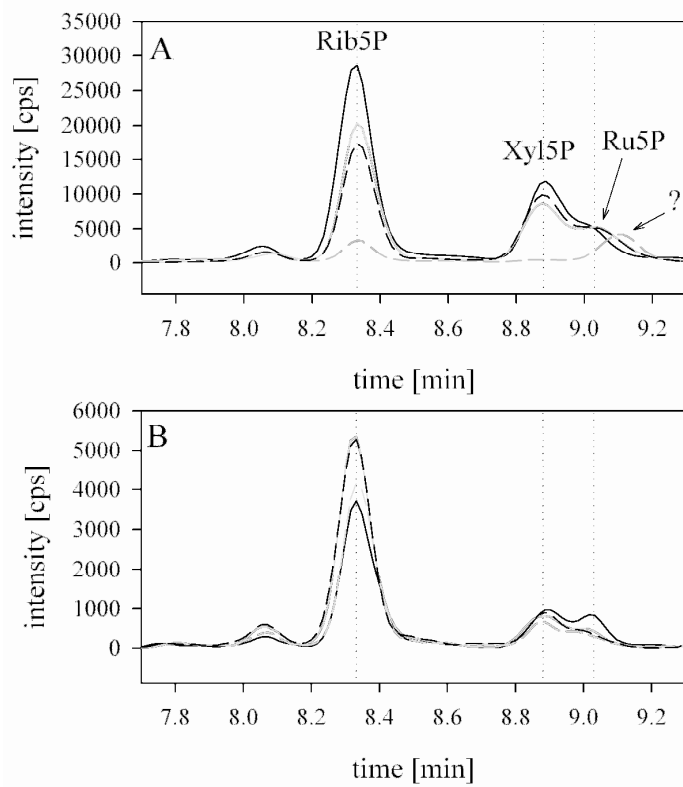 A
Rib5P
Xyl5P
Ru5P
?
35000
30000
25000
20000
15000
10000
5000
0
intensity [cps]
7.8 8.0 8.2 8.4 8.6 8.8 9.0 9.2
time [min]
B
6000
5000
4000
3000
2000
1000
0
intensity [cps]
7.8 8.0 8.2 8.4 8.6 8.8 9.0 9.2
time [min]